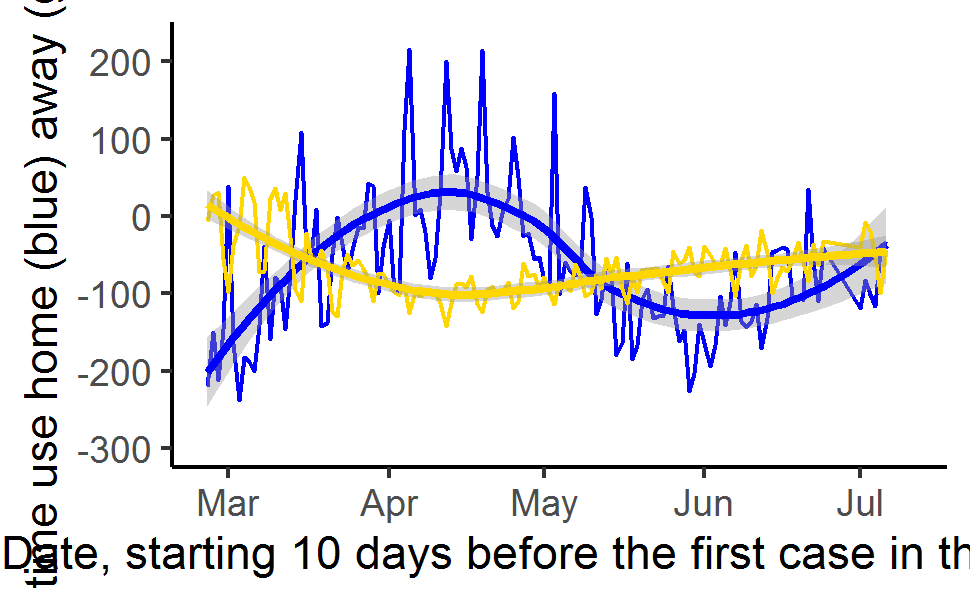 time use home (blue) away (
200
100
0
-100
-200
-300
Mar Apr May Jun Jul
Date, starting 10 days before the first case in th